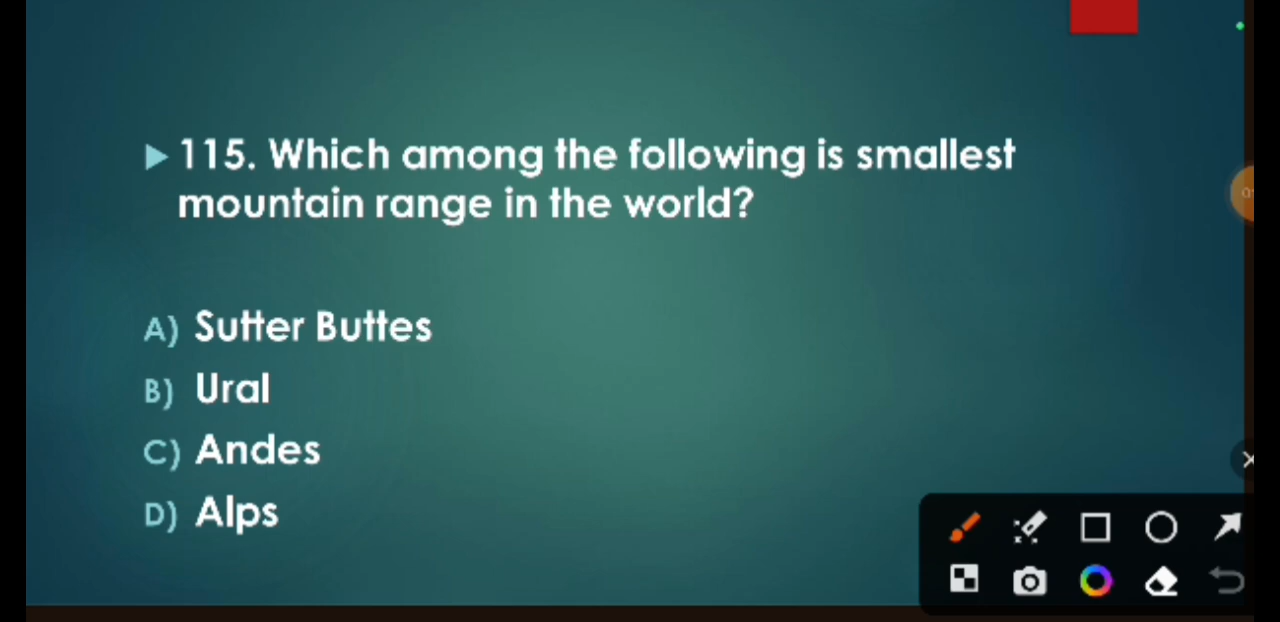 115. Which among the following is smallest
mountain range in the world?
A) Sutter Buttes
B) Ural
C) Andes
D) Alps